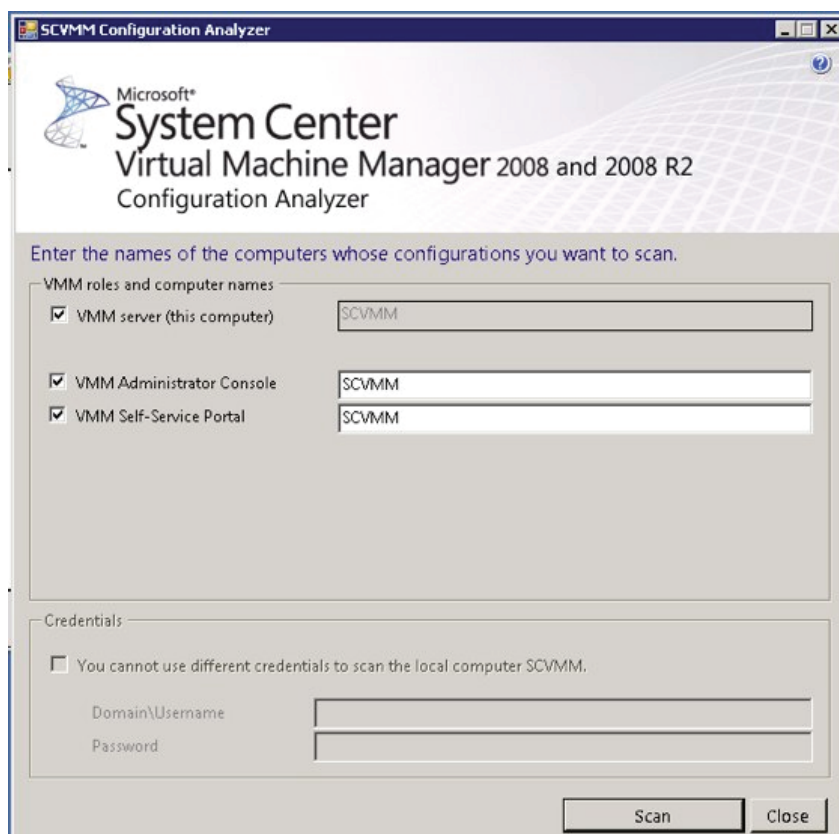 SCVMM Configuration Analyzer
Microsoft®
System Center
Virtual Machine Manager 2008 and 2008 R2
Configuration Analyzer
Enter the names of the computers whose configurations you want to scan.
VMM roles and computer names
VMM server (this computer) SCVMM
VMM Administrator Console SCVMM
VMM Self-Service Portal SCVMM
Credentials
You cannot use different credentials to scan the local computer SCVMM.
Domain\Username
Password
Scan Close